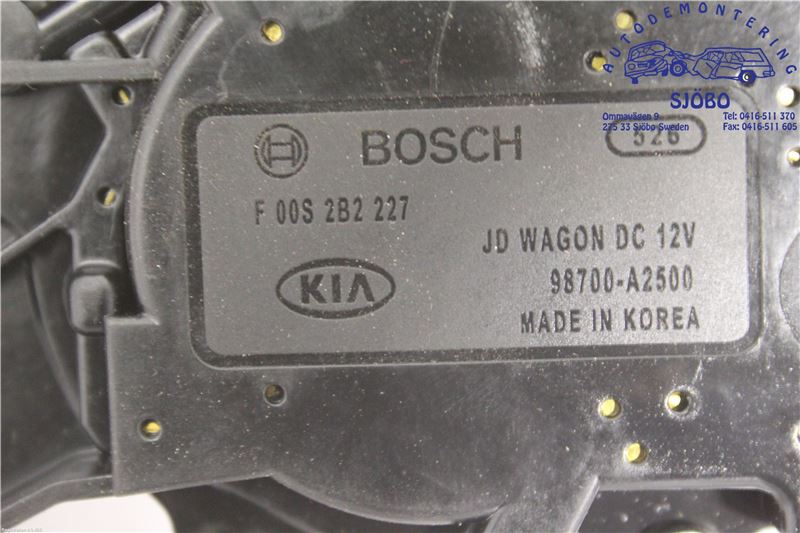 AUTODEMONTERING
SJÖBO
Ommavägen 9
275 33 Sjöbo Sweden
Tel: 0416-511 370
Fax: 0416-511 605
BOSCH
526
F 00S 2B2 227
JD WAGON DC 12V
KIA
98700-A2500
MADE IN KOREA